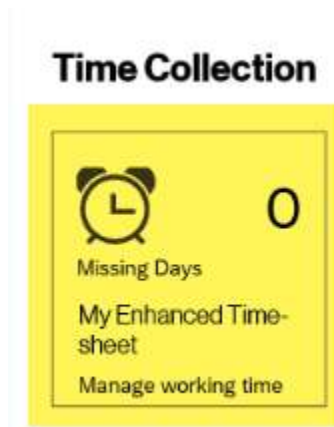 Time Collection
0
Missing Days
My Enhanced Time-
sheet
Manage working time